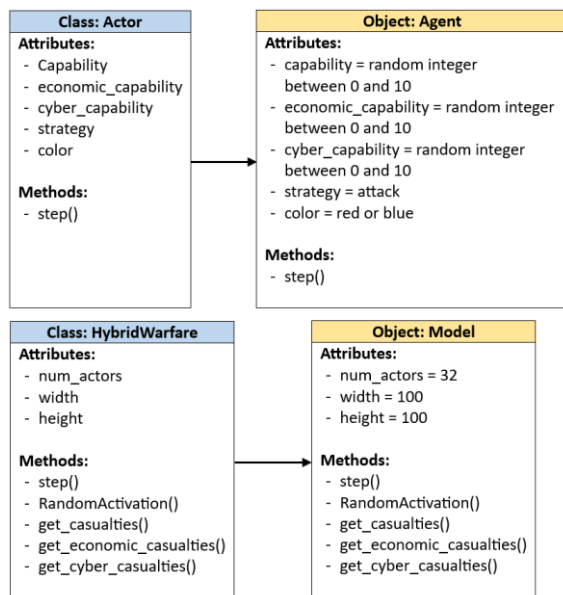 Class: Actor
Attributes:
- Capability
- economic_capability
- cyber_capability
- strategy
- color
Methods:
- step()
Object: Agent
Attributes:
- capability = random integer
between 0 and 10
- economic_capability = random integer
between 0 and 10
- cyber_capability = random integer
between 0 and 10
- strategy = attack
- color = red or blue
Methods:
- step()
Class: HybridWarfare
Attributes:
- num_actors
- width
- height
Methods:
- step()
- RandomActivation()
- get_casualties()
- get_economic_casualties()
- get_cyber_casualties()
Object: Model
Attributes:
- num_actors = 32
- width = 100
- height = 100
Methods:
- step()
- RandomActivation()
- get_casualties()
- get_economic_casualties()
- get_cyber_casualties()